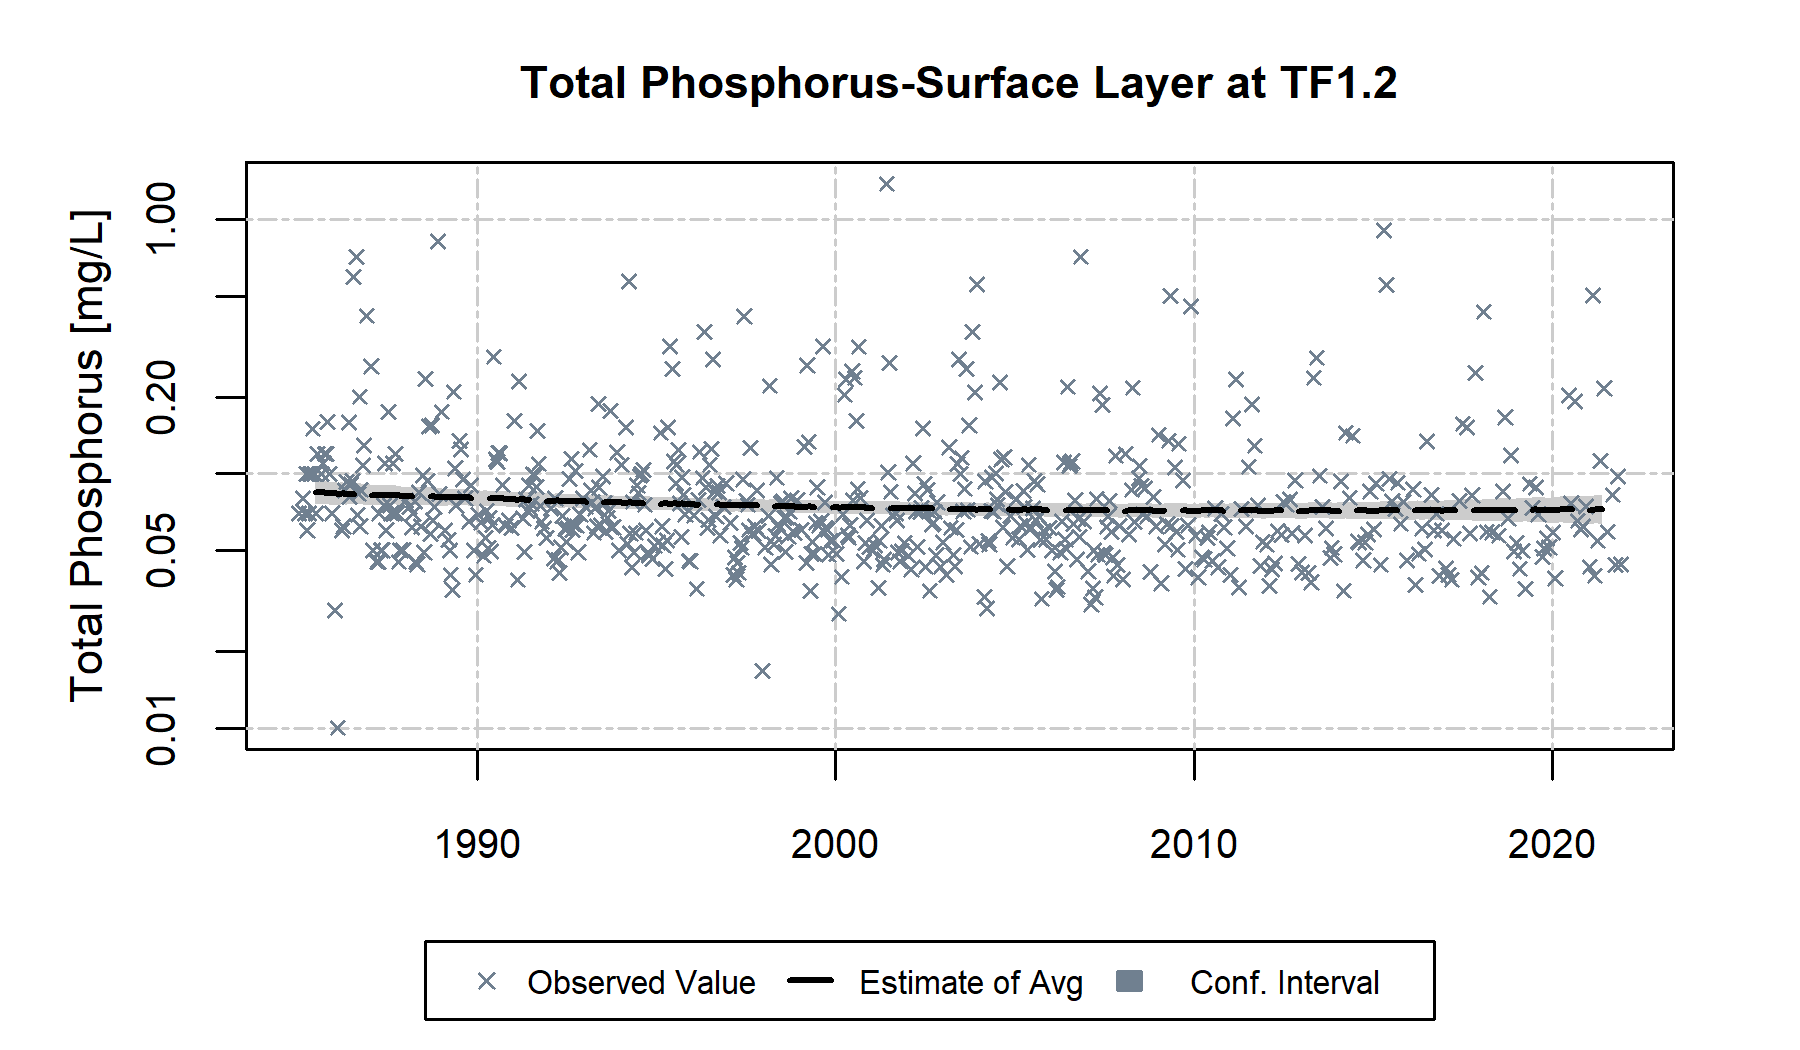 Total Phosphorus-Surface Layer at TF1.2
Total Phosphorus [mg/L]
1.00
0.20
0.05
0.01
1990 2000 2010 2020
Observed Value Estimate of Avg Conf. Interval